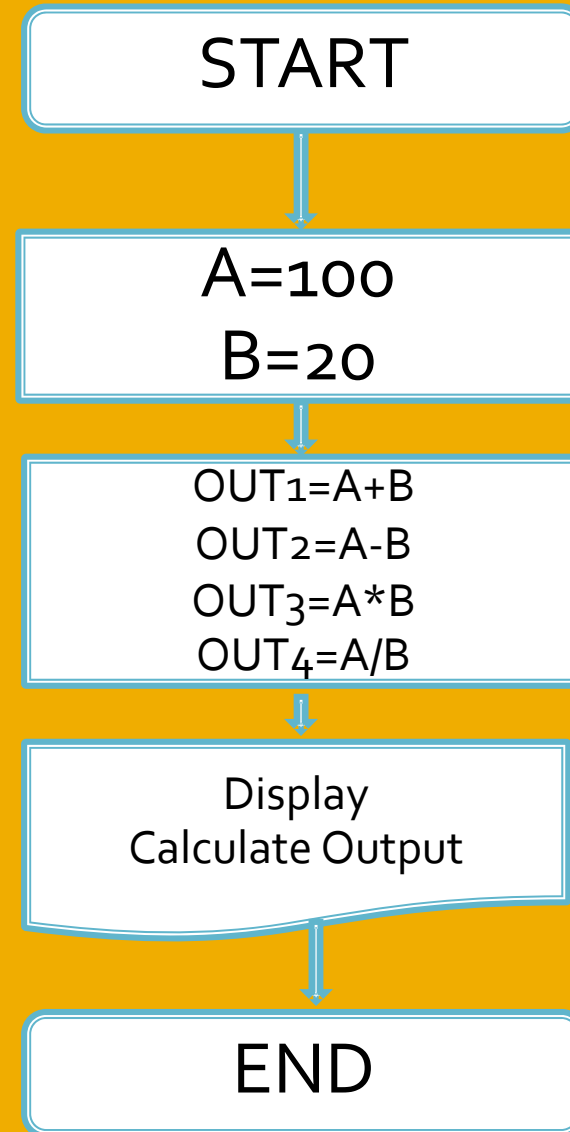 START
A=100
B=20
OUT1=A+B
OUT2=A-B
OUT3=A*B
OUT4=A/B
Display
Calculate Output
END